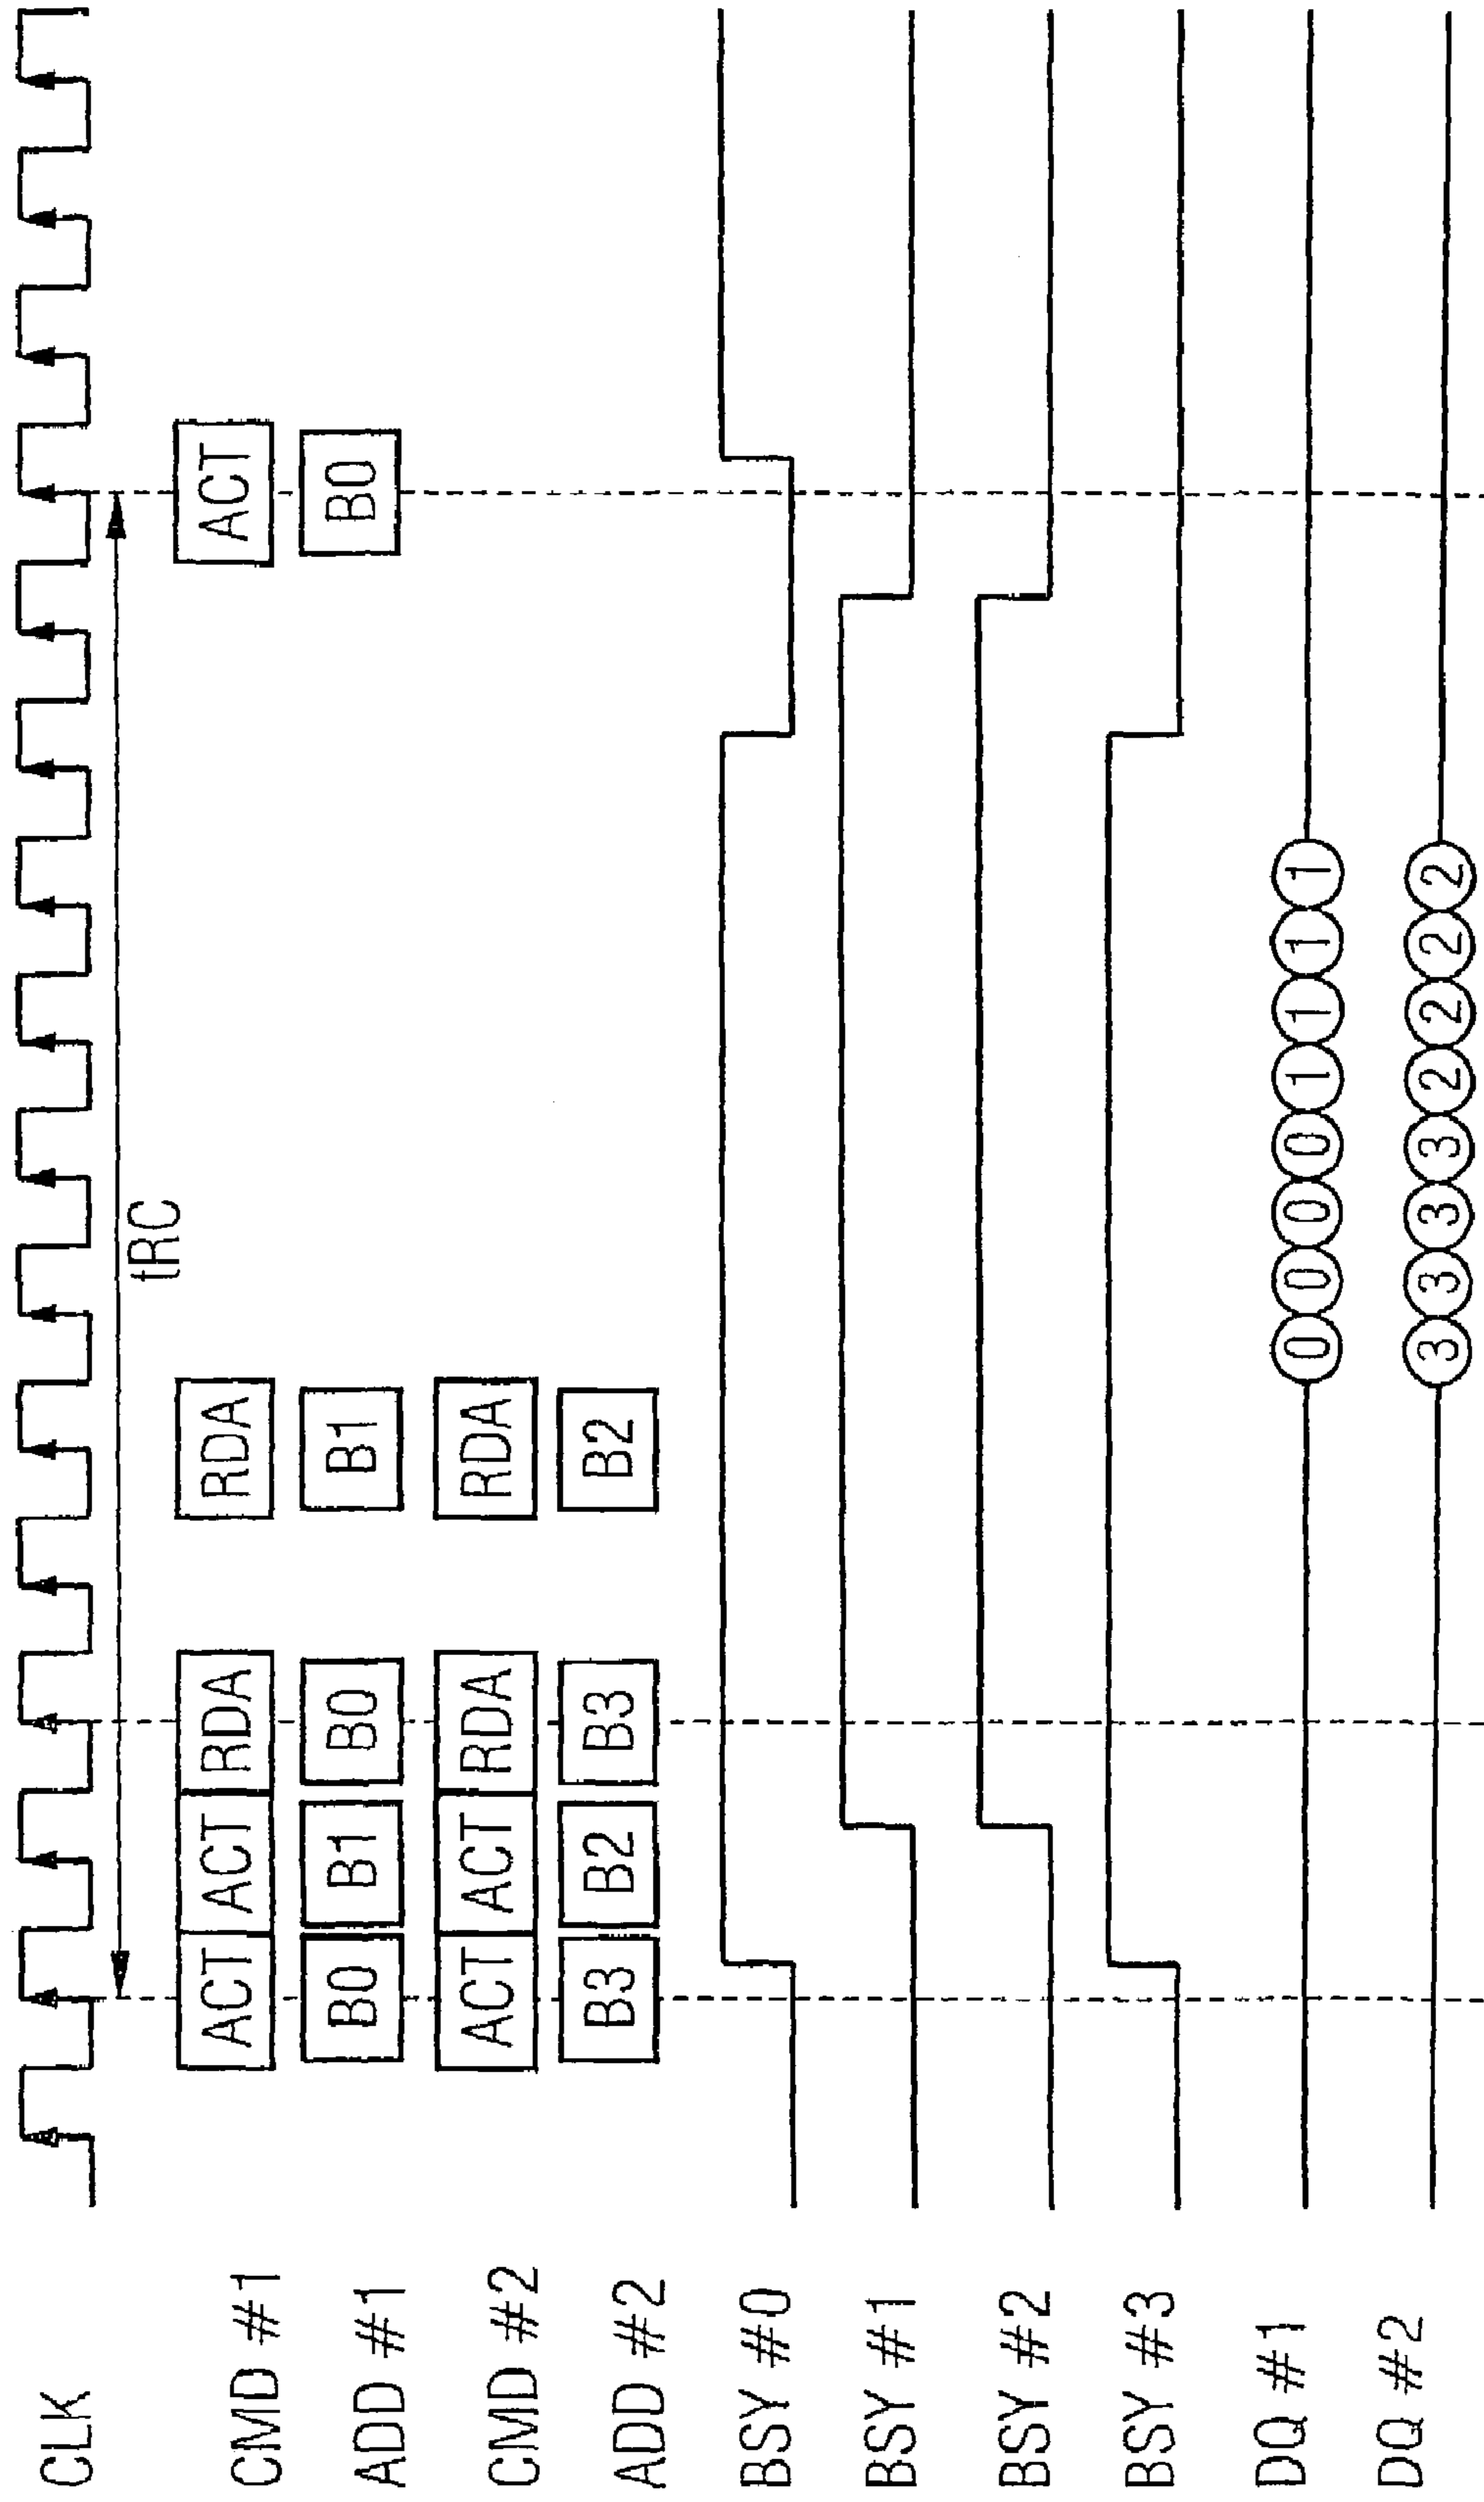 CLK
tRC
CMD #1 ACT ACT RDA RDA ACT
ADD #1 B0 B1 B0 B1 B0
CMD #2 ACT ACT RDA RDA
ADD #2 B3 B2 B3 B2
BSY #0
BSY #1
BSY #2
BSY #3
DQ #1 0 0 0 0 1 1 1 1
DQ #2 3 3 3 3 2 2 2 2